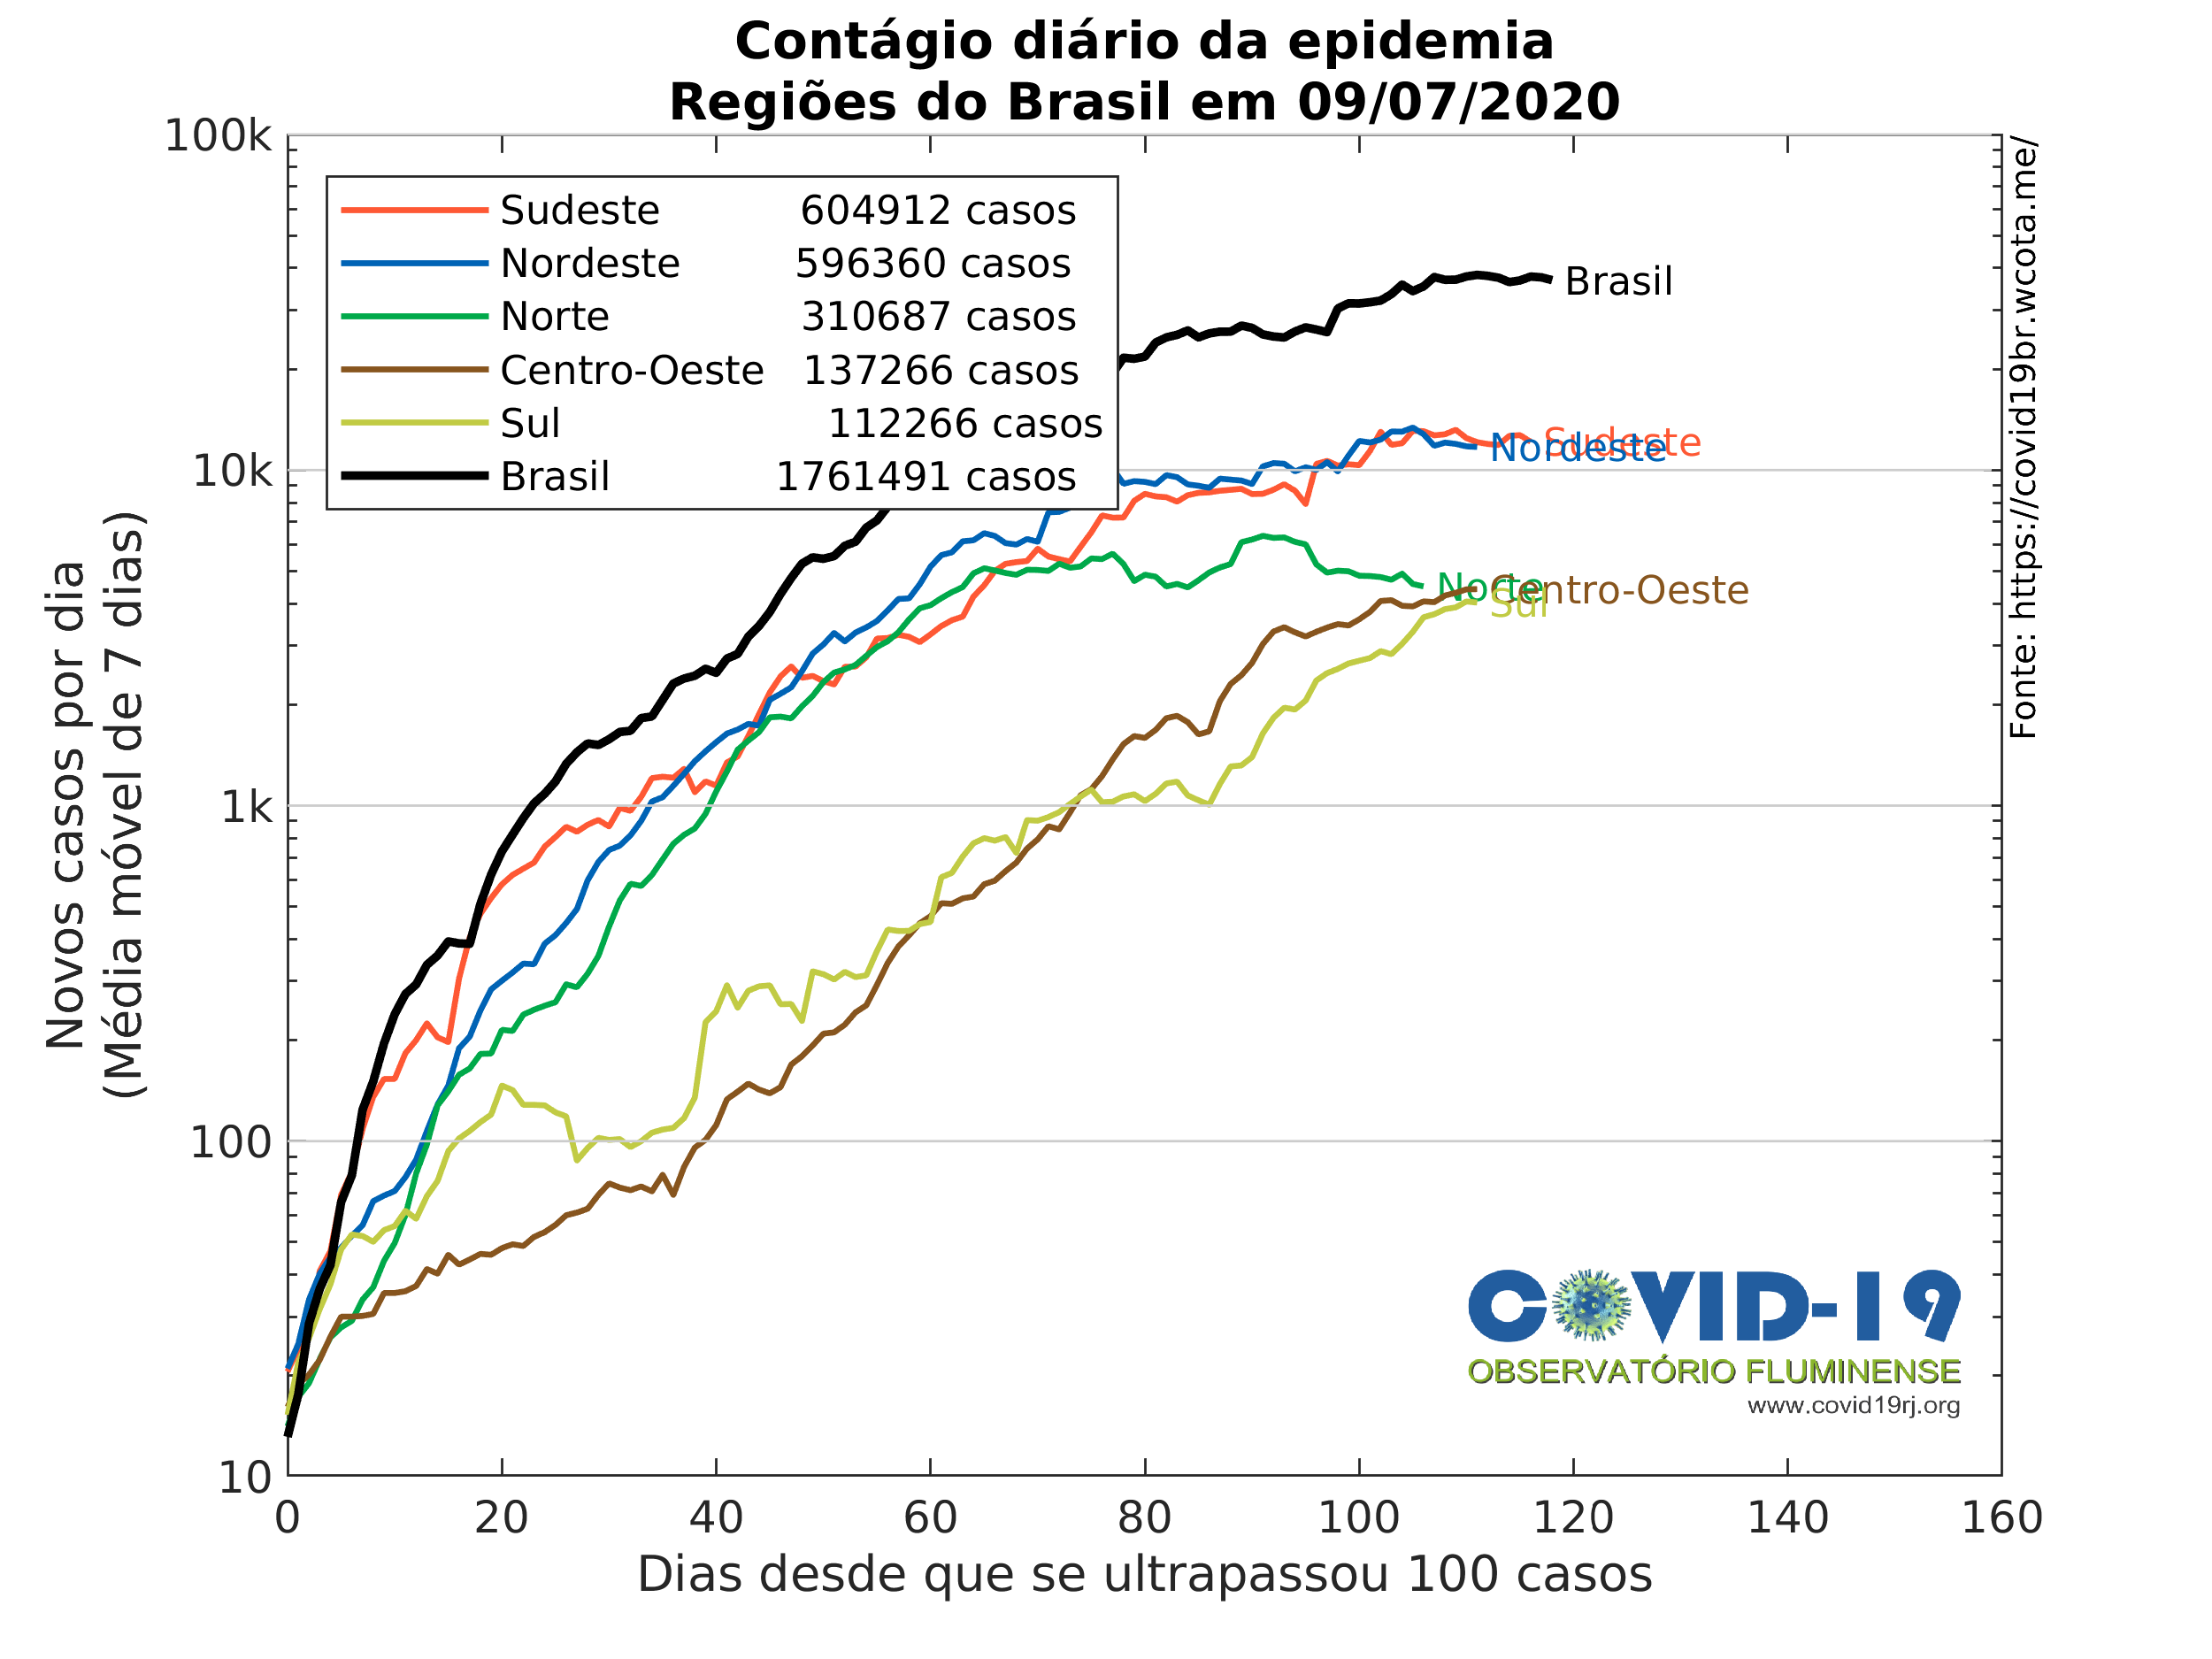 Contágio diário da epidemia
Regiões do Brasil em 09/07/2020
100k
10k
1k
100
10
Novos casos por dia
(Média móvel de 7 dias)
Sudeste 604912 casos
Nordeste 596360 casos
Norte 310687 casos
Centro-Oeste 137266 casos
Sul 112266 casos
Brasil 1761491 casos
Brasil
Sudeste
Nordeste
Norte
Centro-Oeste
Sul
Fonte: https://covid19br.wcota.me/
COVID-19
OBSERVATÓRIO FLUMINENSE
www.covid19rj.org
0 20 40 60 80 100 120 140 160
Dias desde que se ultrapassou 100 casos